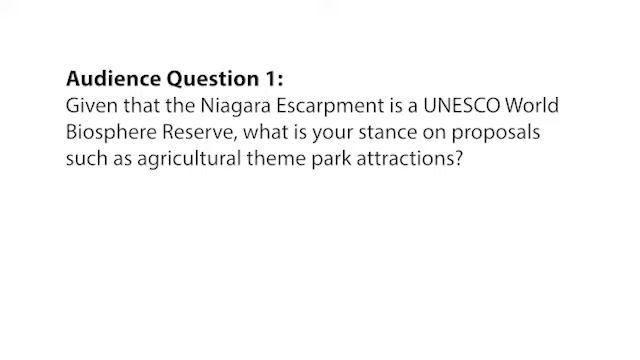 Audience Question 1:
Given that the Niagara Escarpment is a UNESCO World
Biosphere Reserve, what is your stance on proposals
such as agricultural theme park attractions?